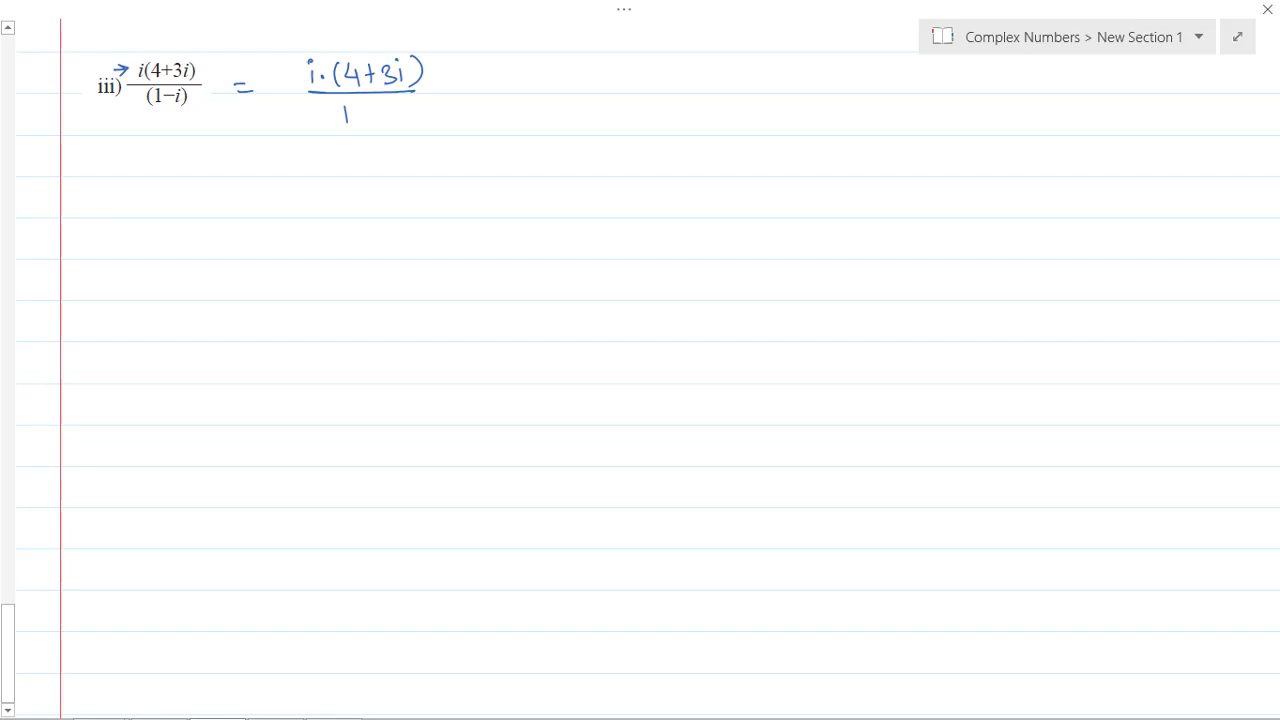 Complex Numbers > New Section 1
iii) i(4+3i)/(1−i) = i·(4+3i)/1